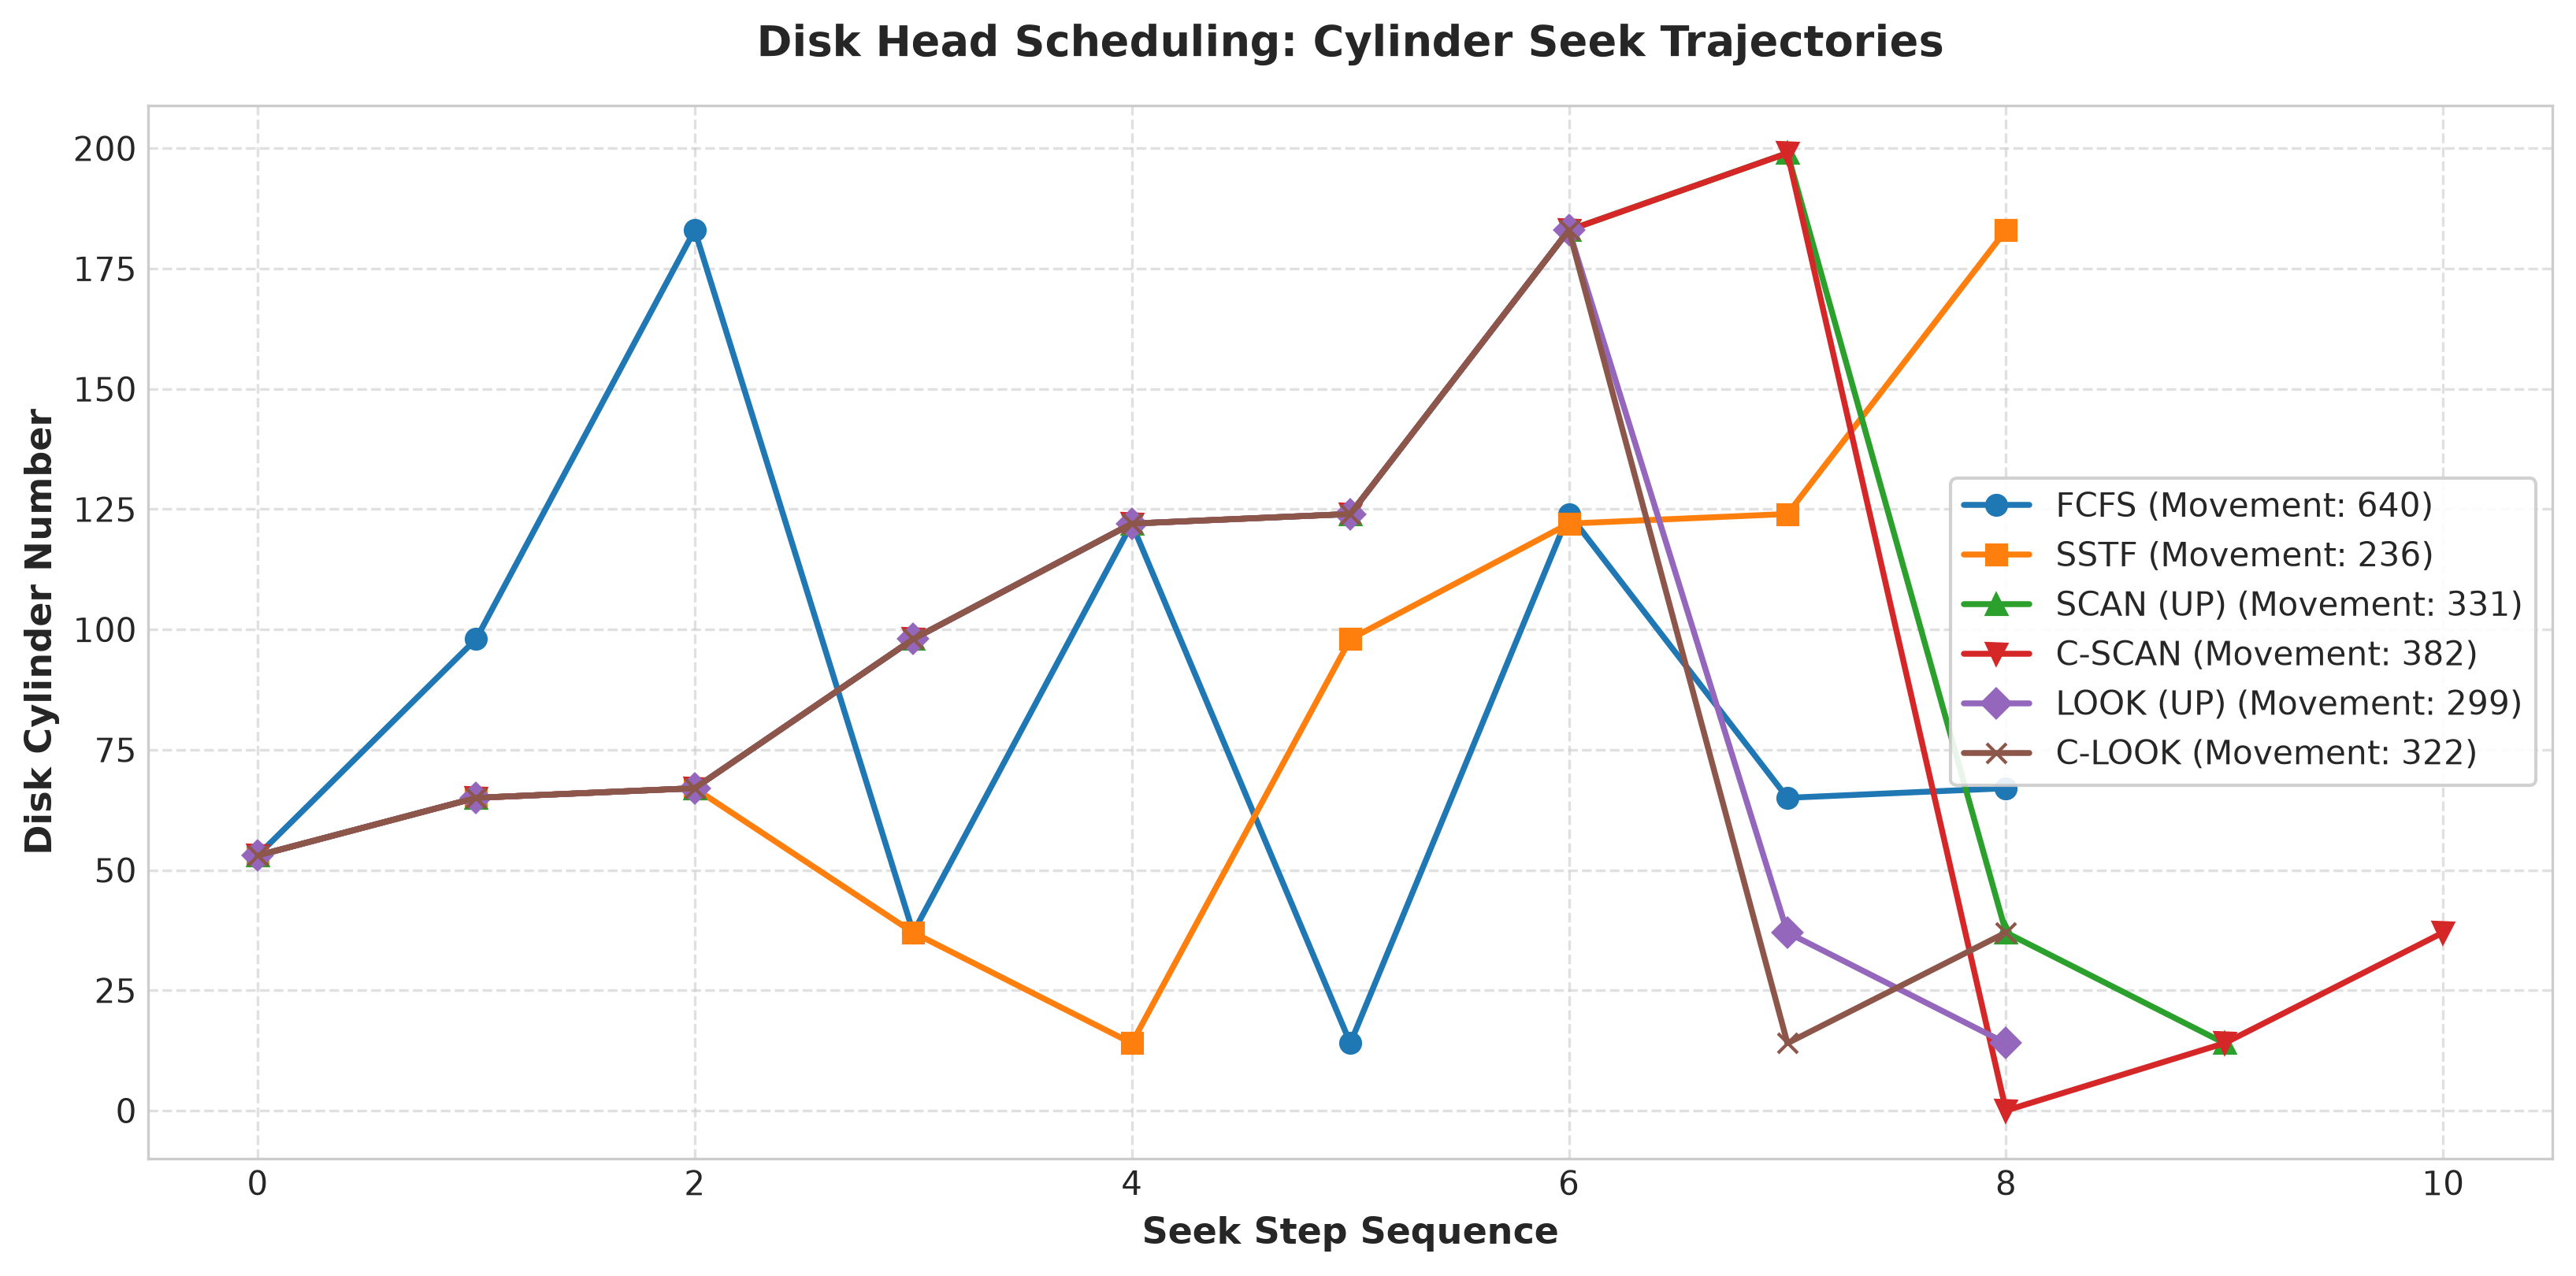 Disk Head Scheduling: Cylinder Seek Trajectories
Disk Cylinder Number
200
175
150
125
100
75
50
25
0
FCFS (Movement: 640)
SSTF (Movement: 236)
SCAN (UP) (Movement: 331)
C-SCAN (Movement: 382)
LOOK (UP) (Movement: 299)
C-LOOK (Movement: 322)
0 2 4 6 8 10
Seek Step Sequence